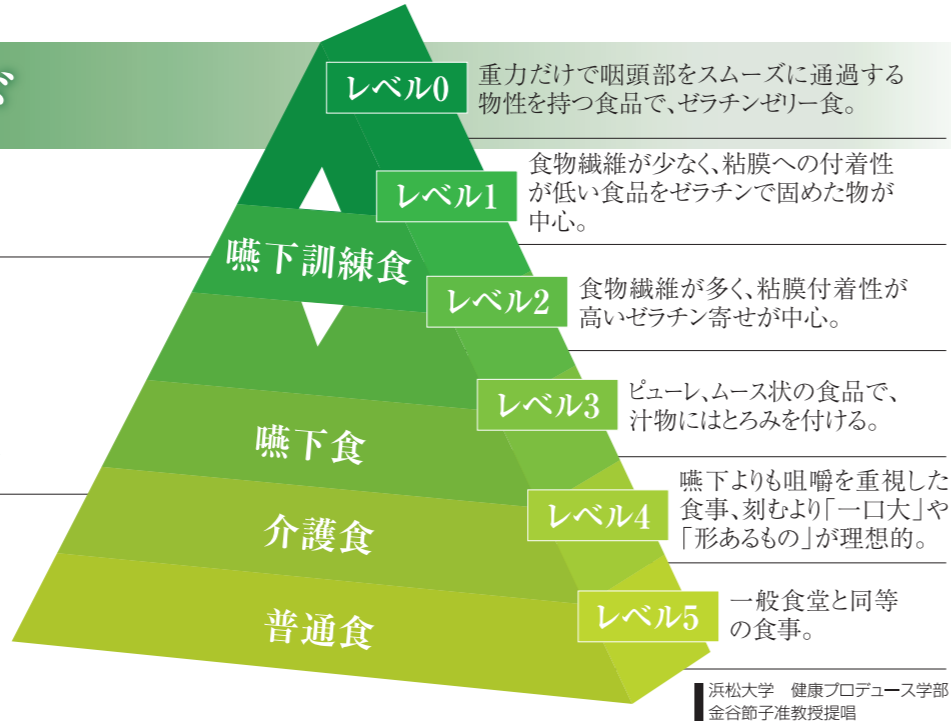 レベル0
重力だけで咽頭部をスムーズに通過する
物性を持つ食品で、ゼラチンゼリー食。
レベル1
食物繊維が少なく、粘膜への付着性
が低い食品をゼラチンで固めた物が
中心。
嚥下訓練食
レベル2
食物繊維が多く、粘膜付着性が
高いゼラチン寄せが中心。
レベル3
ピューレ、ムース状の食品で、
汁物にはとろみを付ける。
嚥下食
レベル4
嚥下よりも咀嚼を重視した
食事、刻むより「一口大」や
「形あるもの」が理想的。
介護食
レベル5
一般食堂と同等
の食事。
普通食
浜松大学　健康プロデュース学部
金谷節子准教授提唱